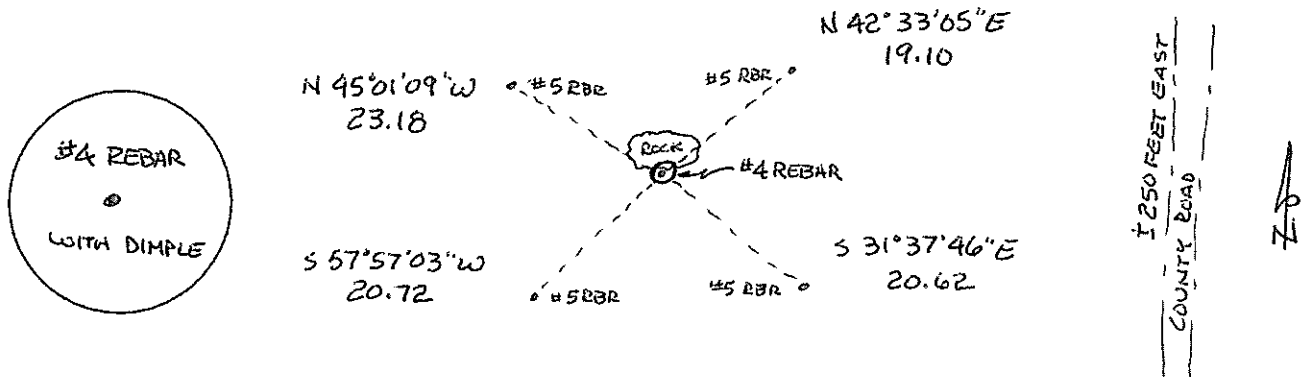 #4 REBAR
WITH DIMPLE
N 45°01'09"W
23.18
#5 RBR
N 42°33'05"E
19.10
#5 RBR
ROCK
#4 REBAR
S 57°57'03"W
20.72
#5 RBR
S 31°37'46"E
20.62
#5 RBR
± 250 FEET EAST
COUNTY ROAD
N